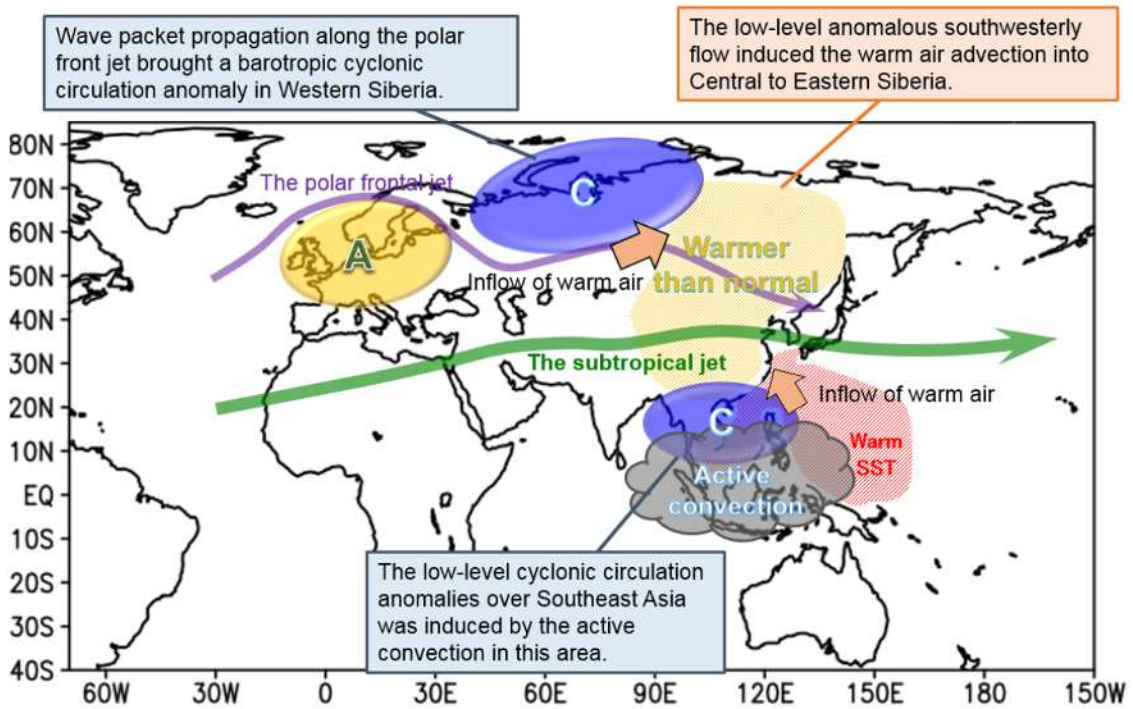 Wave packet propagation along the polar
front jet brought a barotropic cyclonic
circulation anomaly in Western Siberia.
The low-level anomalous southwesterly
flow induced the warm air advection into
Central to Eastern Siberia.
80N
70N
60N
50N
40N
30N
20N
10N
EQ
10S
20S
30S
40S
The polar frontal jet
C
A
Warmer
than normal
Inflow of warm air
The subtropical jet
Inflow of warm air
C
Warm
SST
Active
convection
The low-level cyclonic circulation
anomalies over Southeast Asia
was induced by the active
convection in this area.
60W 30W 0 30E 60E 90E 120E 150E 180 150W